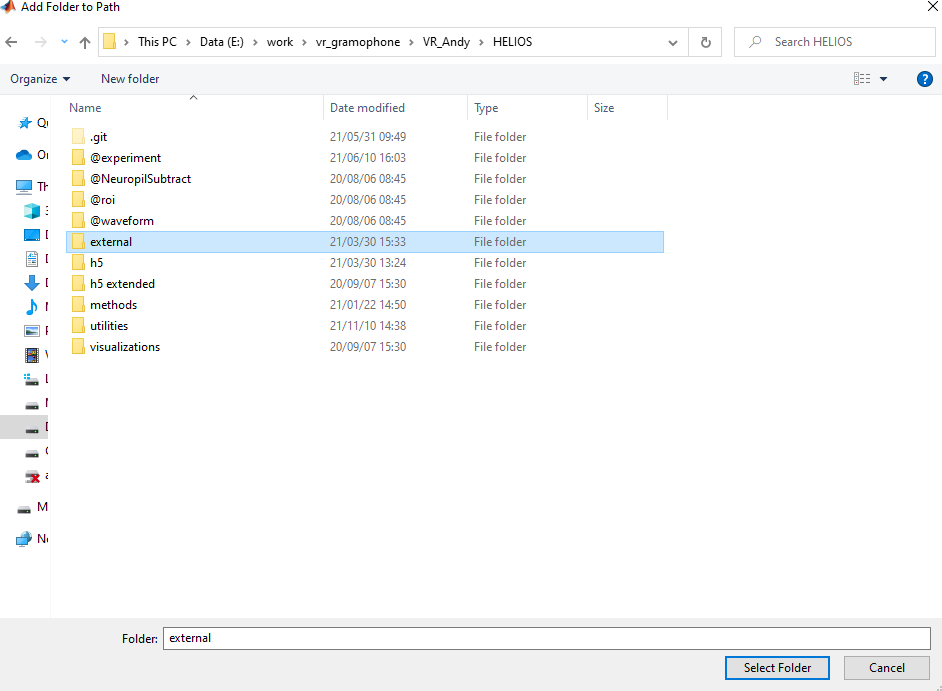 Add Folder to Path
This PC > Data (E:) > work > vr_gramophone > VR_Andy > HELIOS
Search HELIOS
Organize
New folder
?
Name Date modified Type Size
.git 21/05/31 09:49 File folder
@experiment 21/06/10 16:03 File folder
@NeuropilSubtract 20/08/06 08:45 File folder
@roi 20/08/06 08:45 File folder
@waveform 20/08/06 08:45 File folder
external 21/03/30 15:33 File folder
h5 21/03/30 13:24 File folder
h5 extended 20/09/07 15:30 File folder
methods 21/01/22 14:50 File folder
utilities 21/11/10 14:38 File folder
visualizations 20/09/07 15:30 File folder
Folder: external
Select Folder
Cancel